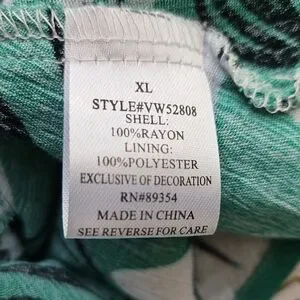 XL
STYLE#VW52808
SHELL:
100%RAYON
LINING:
100%POLYESTER
EXCLUSIVE OF DECORATION
RN#89354
MADE IN CHINA
SEE REVERSE FOR CARE